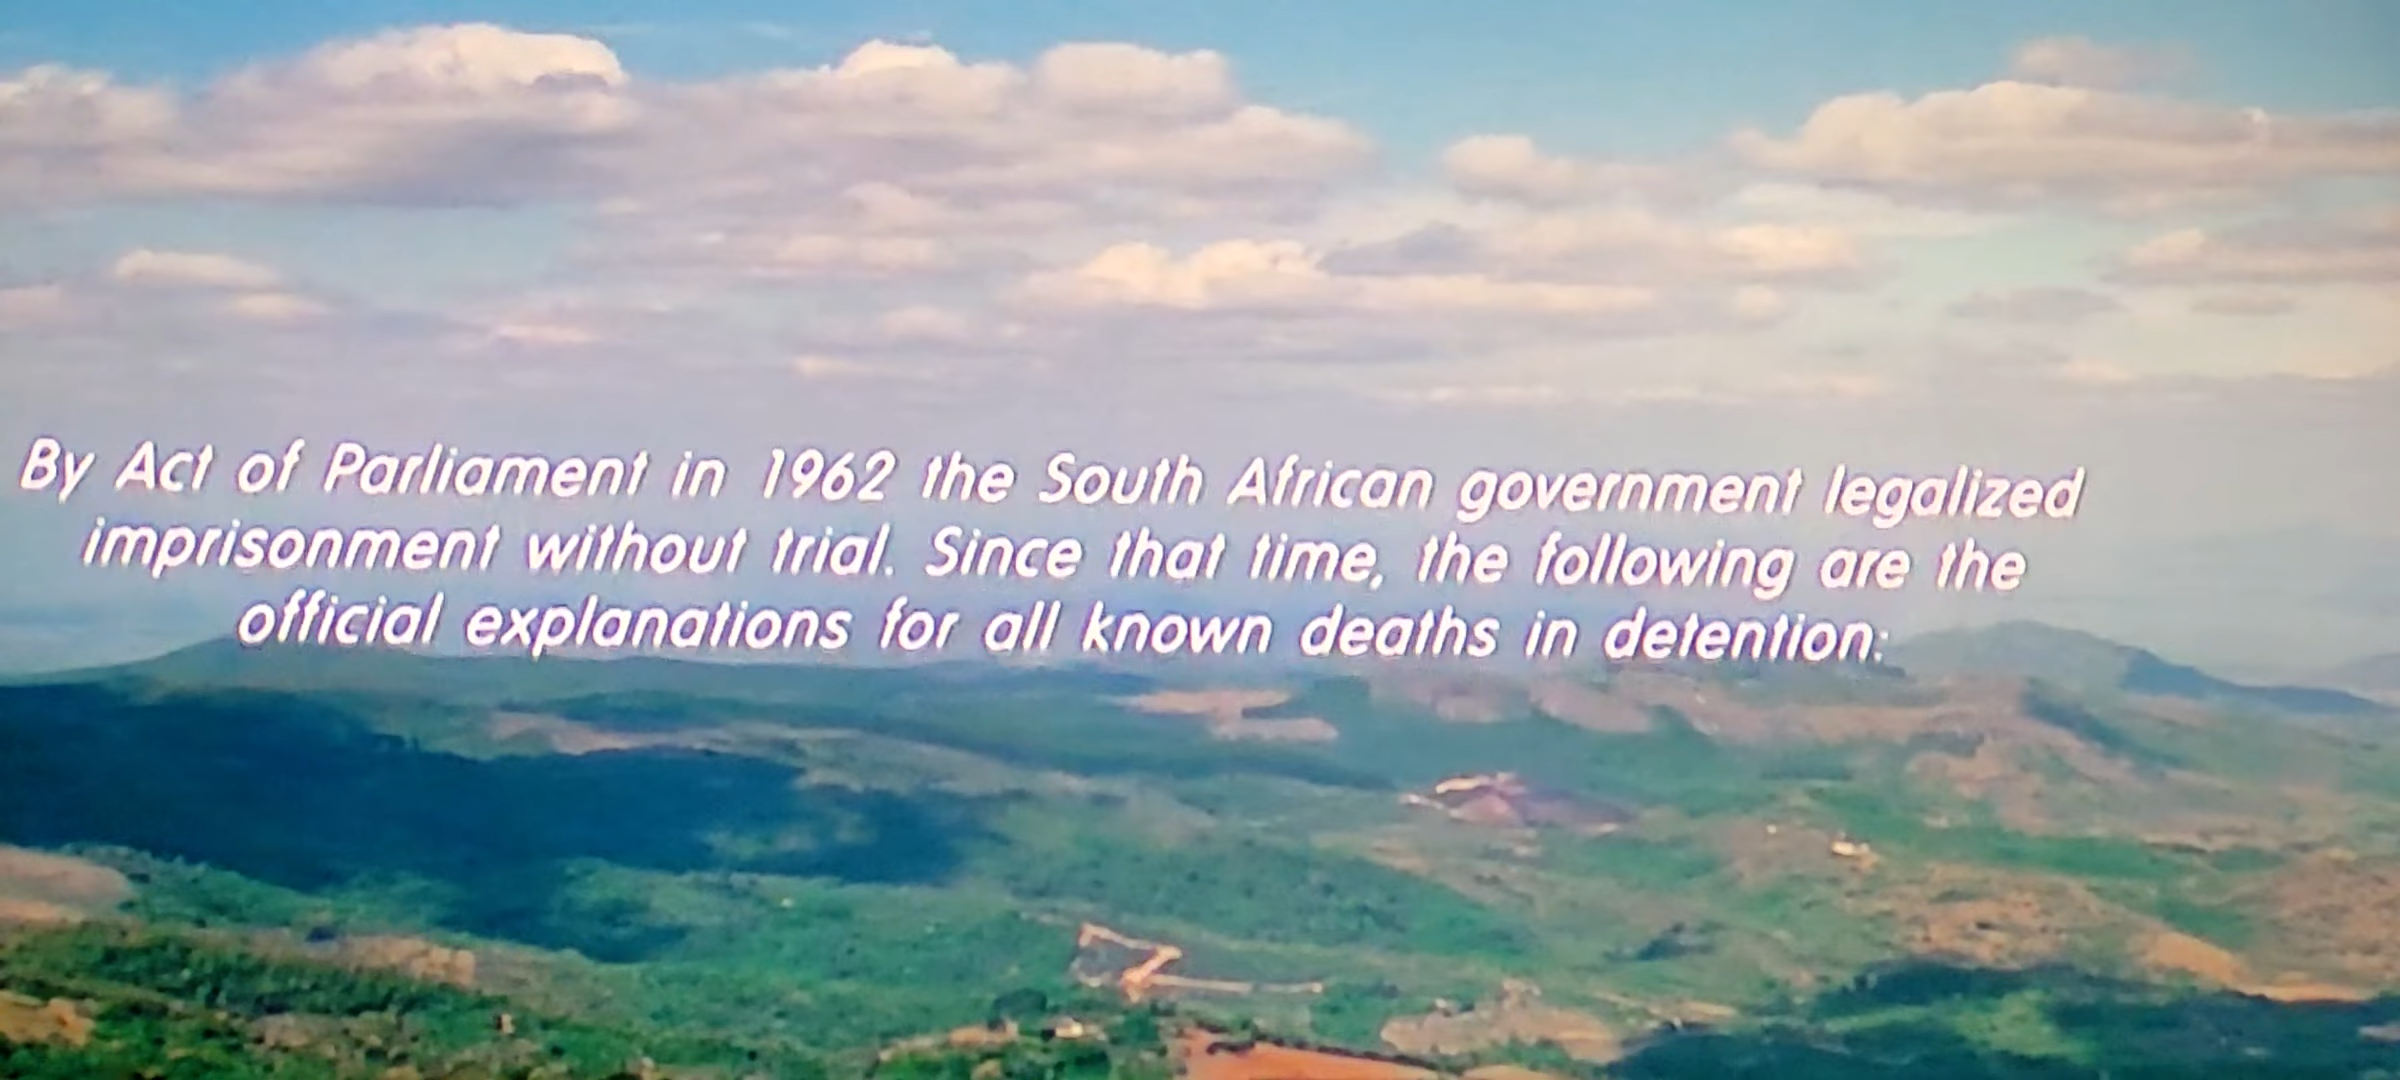 By Act of Parliament in 1962 the South African government legalized
imprisonment without trial. Since that time, the following are the
official explanations for all known deaths in detention: